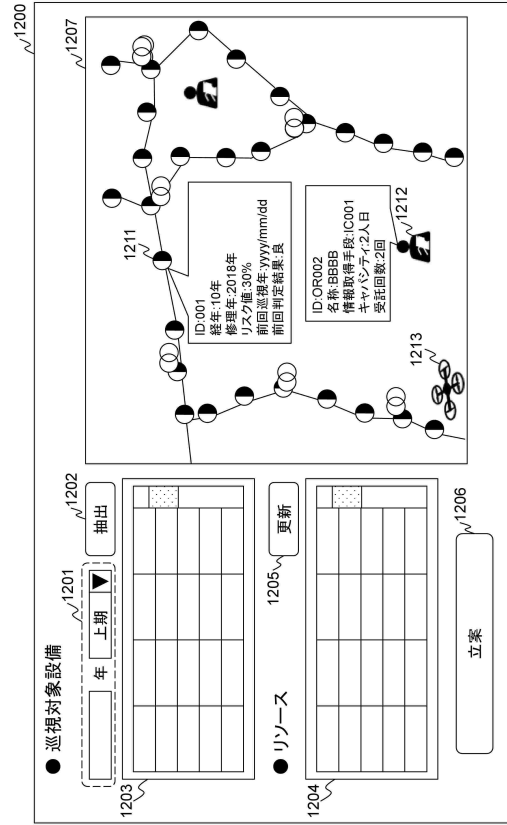 1200
● 巡視対象設備
1201
年
上期 ▼
1202
抽出
1203
● リソース
1205
更新
1204
1206
立案
1207
1211
ID:001
経年:10年
修理年:2018年
リスク値:30%
前回巡視年:yyyy/mm/dd
前回判定結果:良
ID:OR002
名称:BBBB
情報取得手段:IC001
キャパシティ:2人日
受託回数:2回
1212
1213